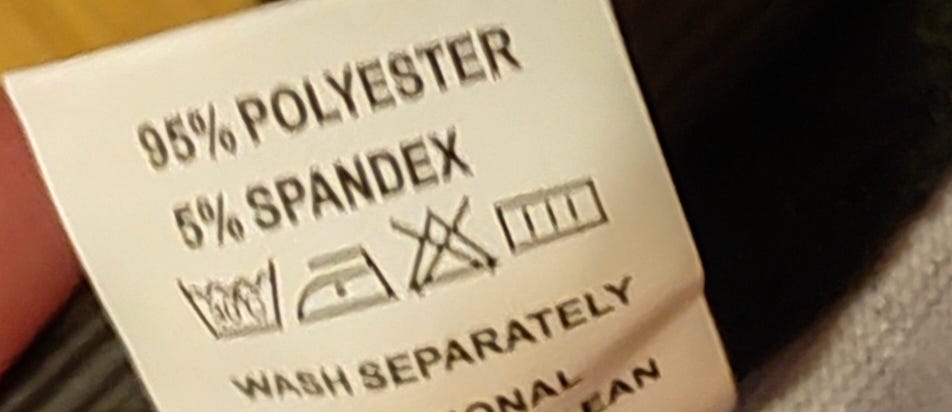 95% POLYESTER
5% SPANDEX
WASH SEPARATELY